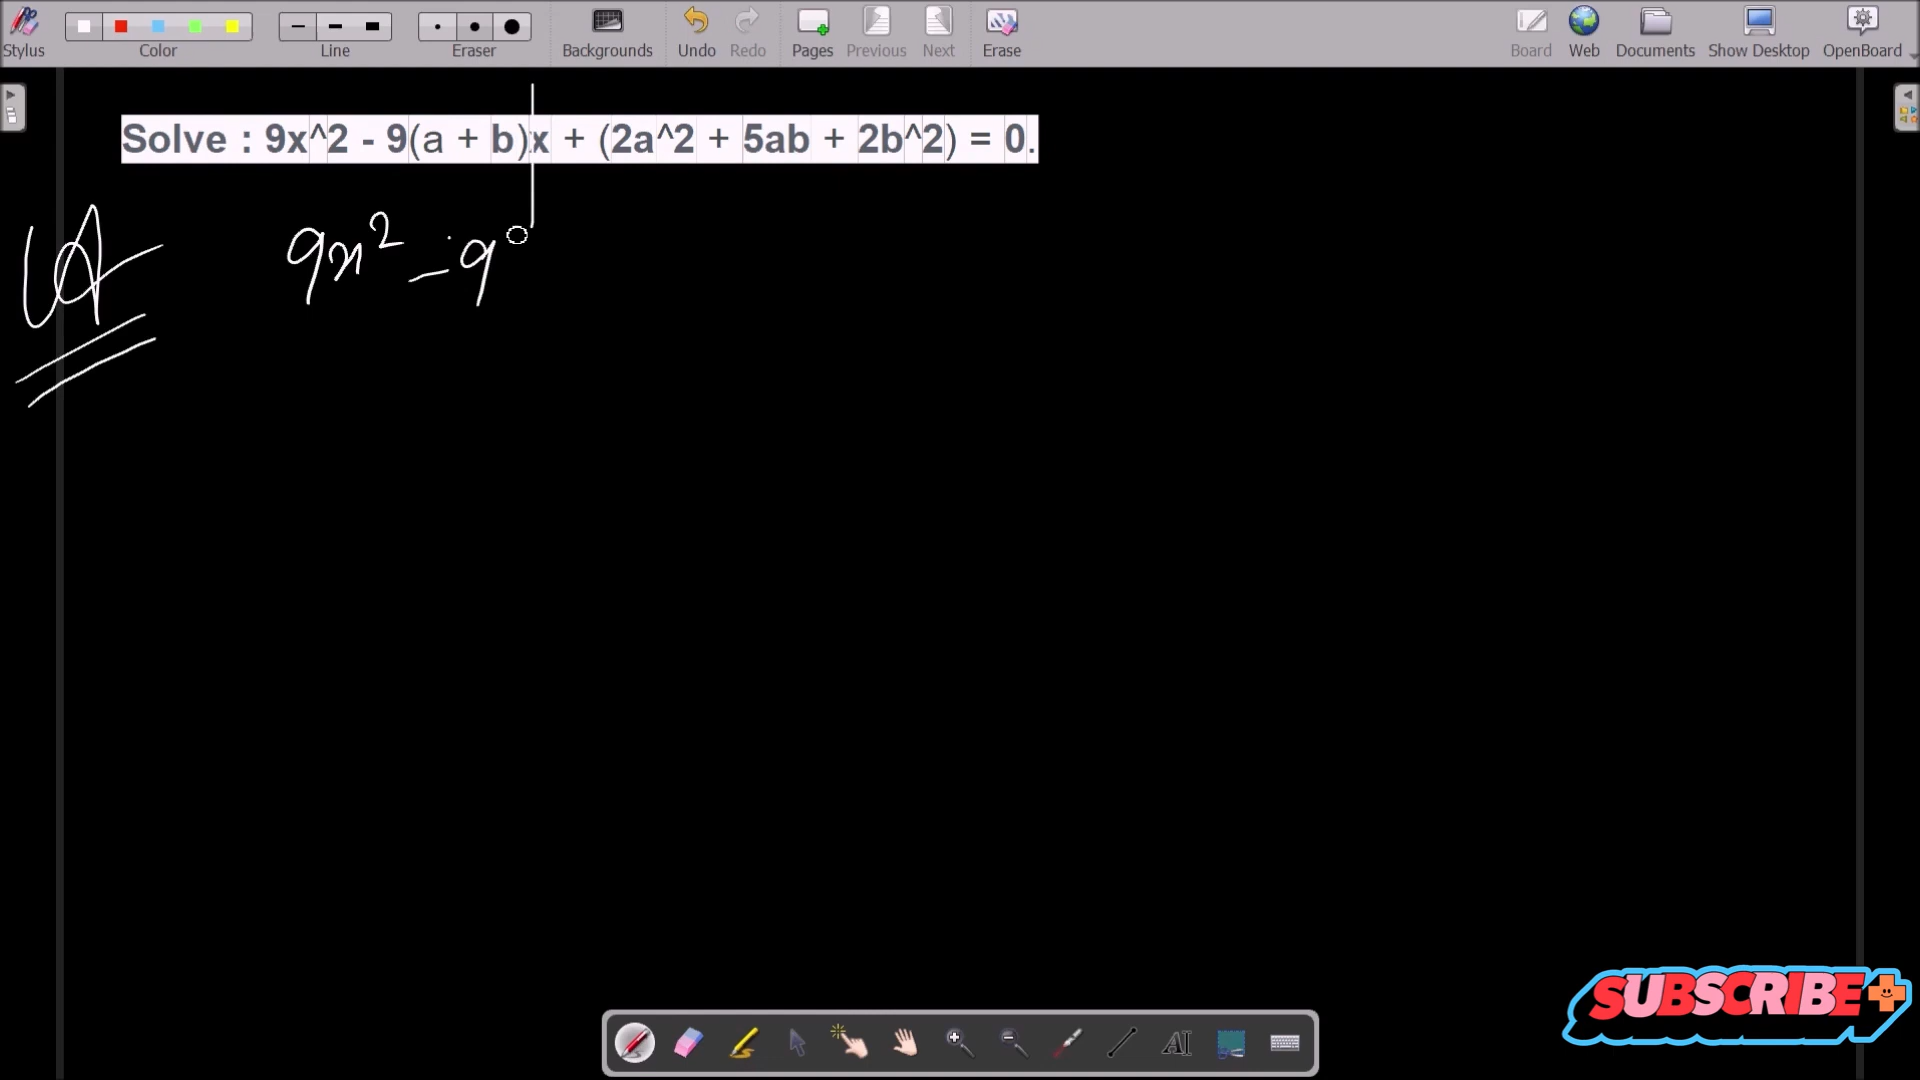 Stylus Color Line Eraser Backgrounds Undo Redo Pages Previous Next Erase Board Web Documents Show Desktop OpenBoard
Solve : 9x^2 - 9(a + b)x + (2a^2 + 5ab + 2b^2) = 0.
9x² - 9
AI
SUBSCRIBE